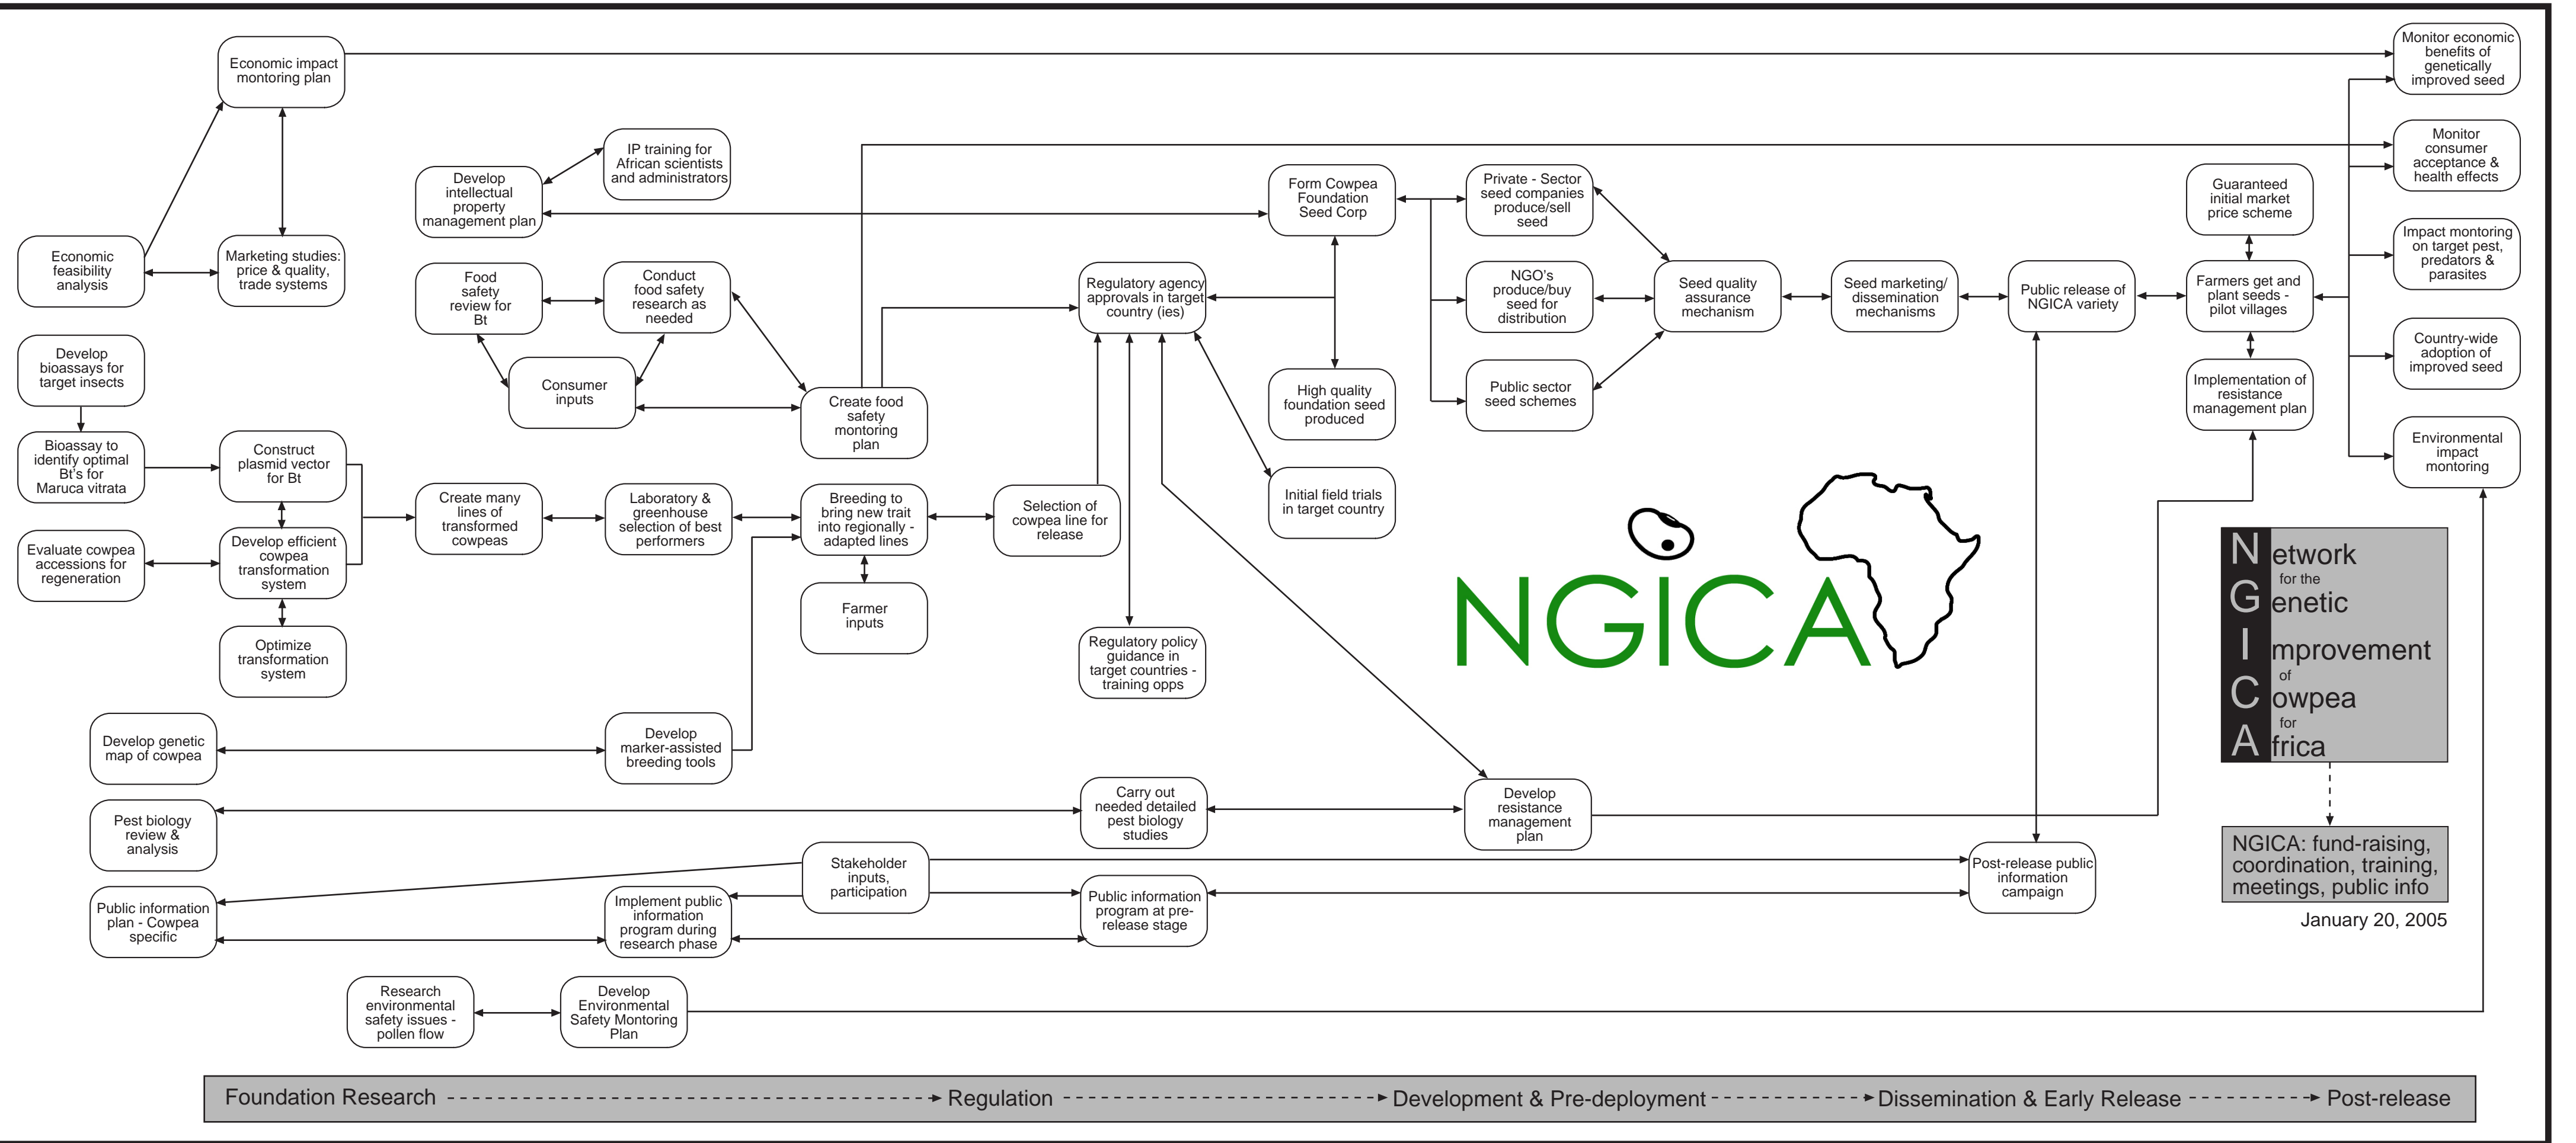 Economic impact
montoring plan
Monitor economic
benefits of
genetically
improved seed
IP training for
African scientists
and administrators
Develop
intellectual
property
management plan
Form Cowpea
Foundation
Seed Corp
Private - Sector
seed companies
produce/sell
seed
Guaranteed
initial market
price scheme
Monitor
consumer
acceptance &
health effects
Economic
feasibility
analysis
Marketing studies:
price & quality,
trade systems
Food
safety
review for
Bt
Conduct
food safety
research as
needed
Regulatory agency
approvals in target
country (ies)
NGO's
produce/buy
seed for
distribution
Seed quality
assurance
mechanism
Seed marketing/
dissemination
mechanisms
Public release of
NGICA variety
Farmers get and
plant seeds -
pilot villages
Impact montoring
on target pest,
predators &
parasites
Develop
bioassays for
target insects
Consumer
inputs
Create food
safety
montoring
plan
High quality
foundation seed
produced
Public sector
seed schemes
Implementation of
resistance
management plan
Country-wide
adoption of
improved seed
Bioassay to
identify optimal
Bt's for
Maruca vitrata
Construct
plasmid vector
for Bt
Environmental
impact
montoring
Create many
lines of
transformed
cowpeas
Laboratory &
greenhouse
selection of best
performers
Breeding to
bring new trait
into regionally -
adapted lines
Selection of
cowpea line for
release
Initial field trials
in target country
Evaluate cowpea
accessions for
regeneration
Develop efficient
cowpea
transformation
system
Farmer
inputs
Optimize
transformation
system
Regulatory policy
guidance in
target countries -
training opps
NGICA
Network
for the
Genetic
Improvement
of
Cowpea
for
Africa
Develop genetic
map of cowpea
Develop
marker-assisted
breeding tools
Pest biology
review &
analysis
Carry out
needed detailed
pest biology
studies
Develop
resistance
management
plan
Stakeholder
inputs,
participation
Post-release public
information
campaign
NGICA: fund-raising,
coordination, training,
meetings, public info
January 20, 2005
Public information
plan - Cowpea
specific
Implement public
information
program during
research phase
Public information
program at pre-
release stage
Research
environmental
safety issues -
pollen flow
Develop
Environmental
Safety Montoring
Plan
Foundation Research Regulation Development & Pre-deployment Dissemination & Early Release Post-release